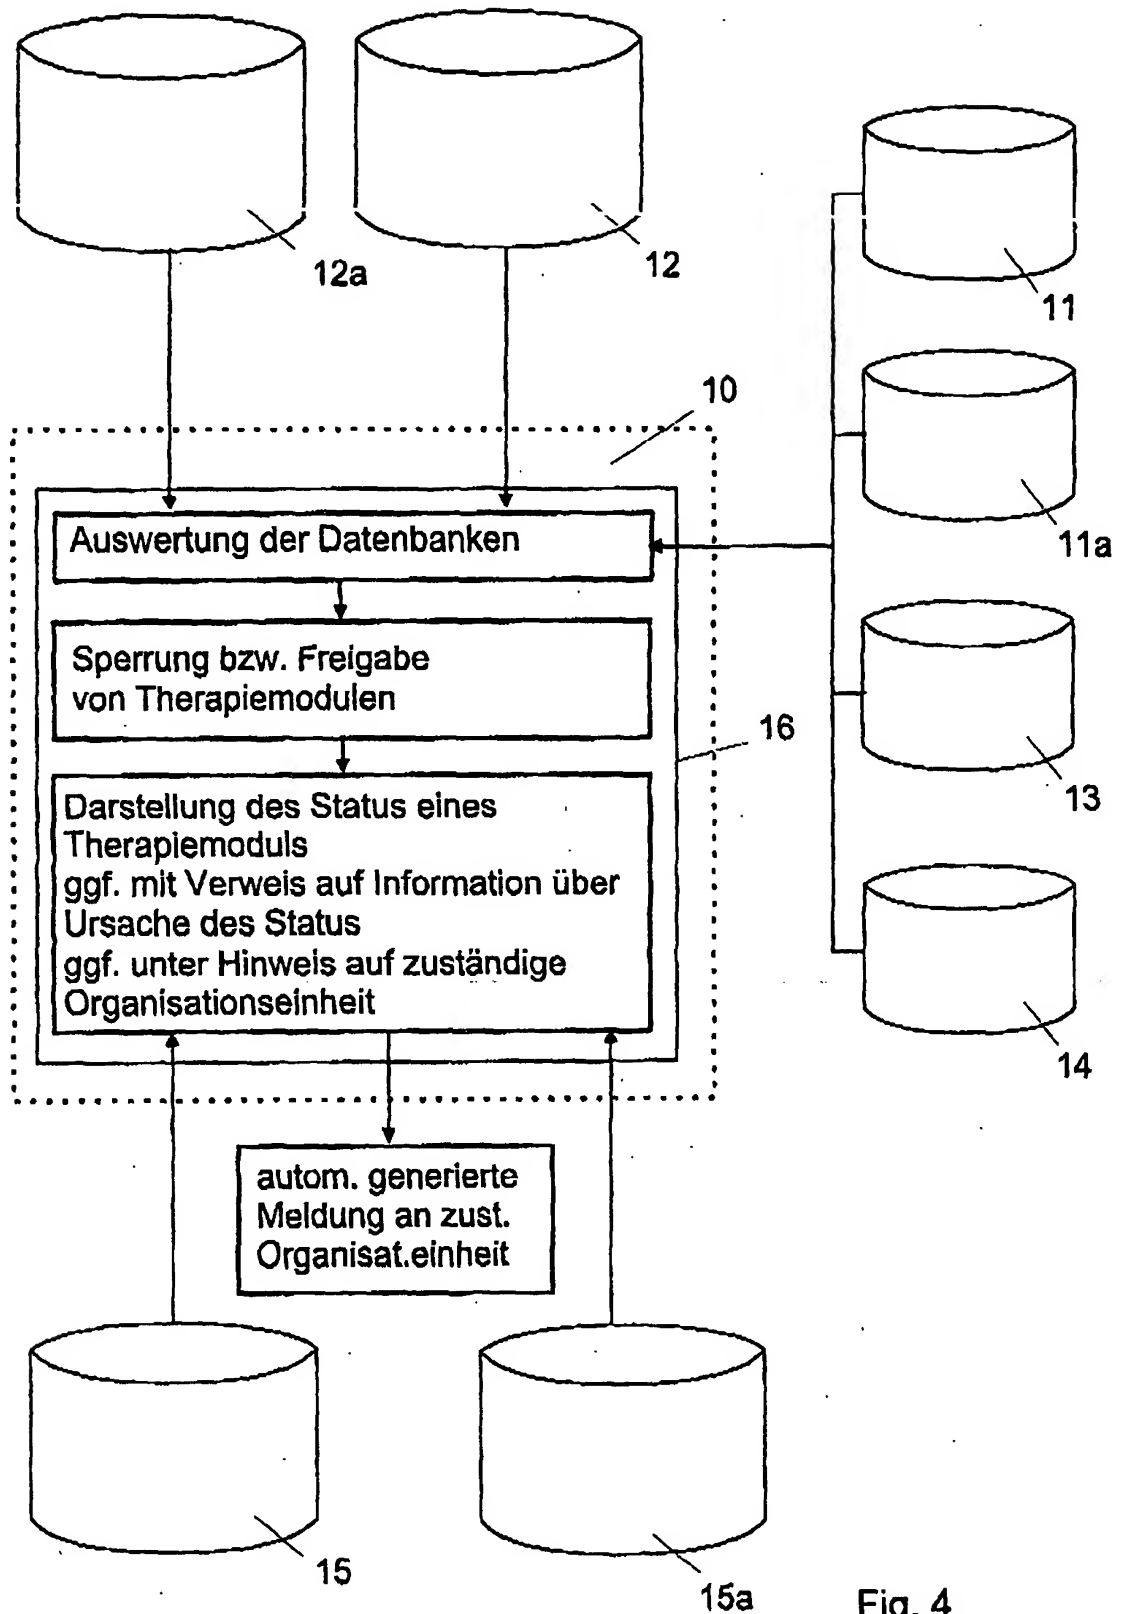 12a
12
11
10
11a
Auswertung der Datenbanken
Sperrung bzw. Freigabe
von Therapiemodulen
16
13
Darstellung des Status eines
Therapiemoduls
ggf. mit Verweis auf Information über
Ursache des Status
ggf. unter Hinweis auf zuständige
Organisationseinheit
14
autom. generierte
Meldung an zust.
Organisat.einheit
15
15a
Fig. 4